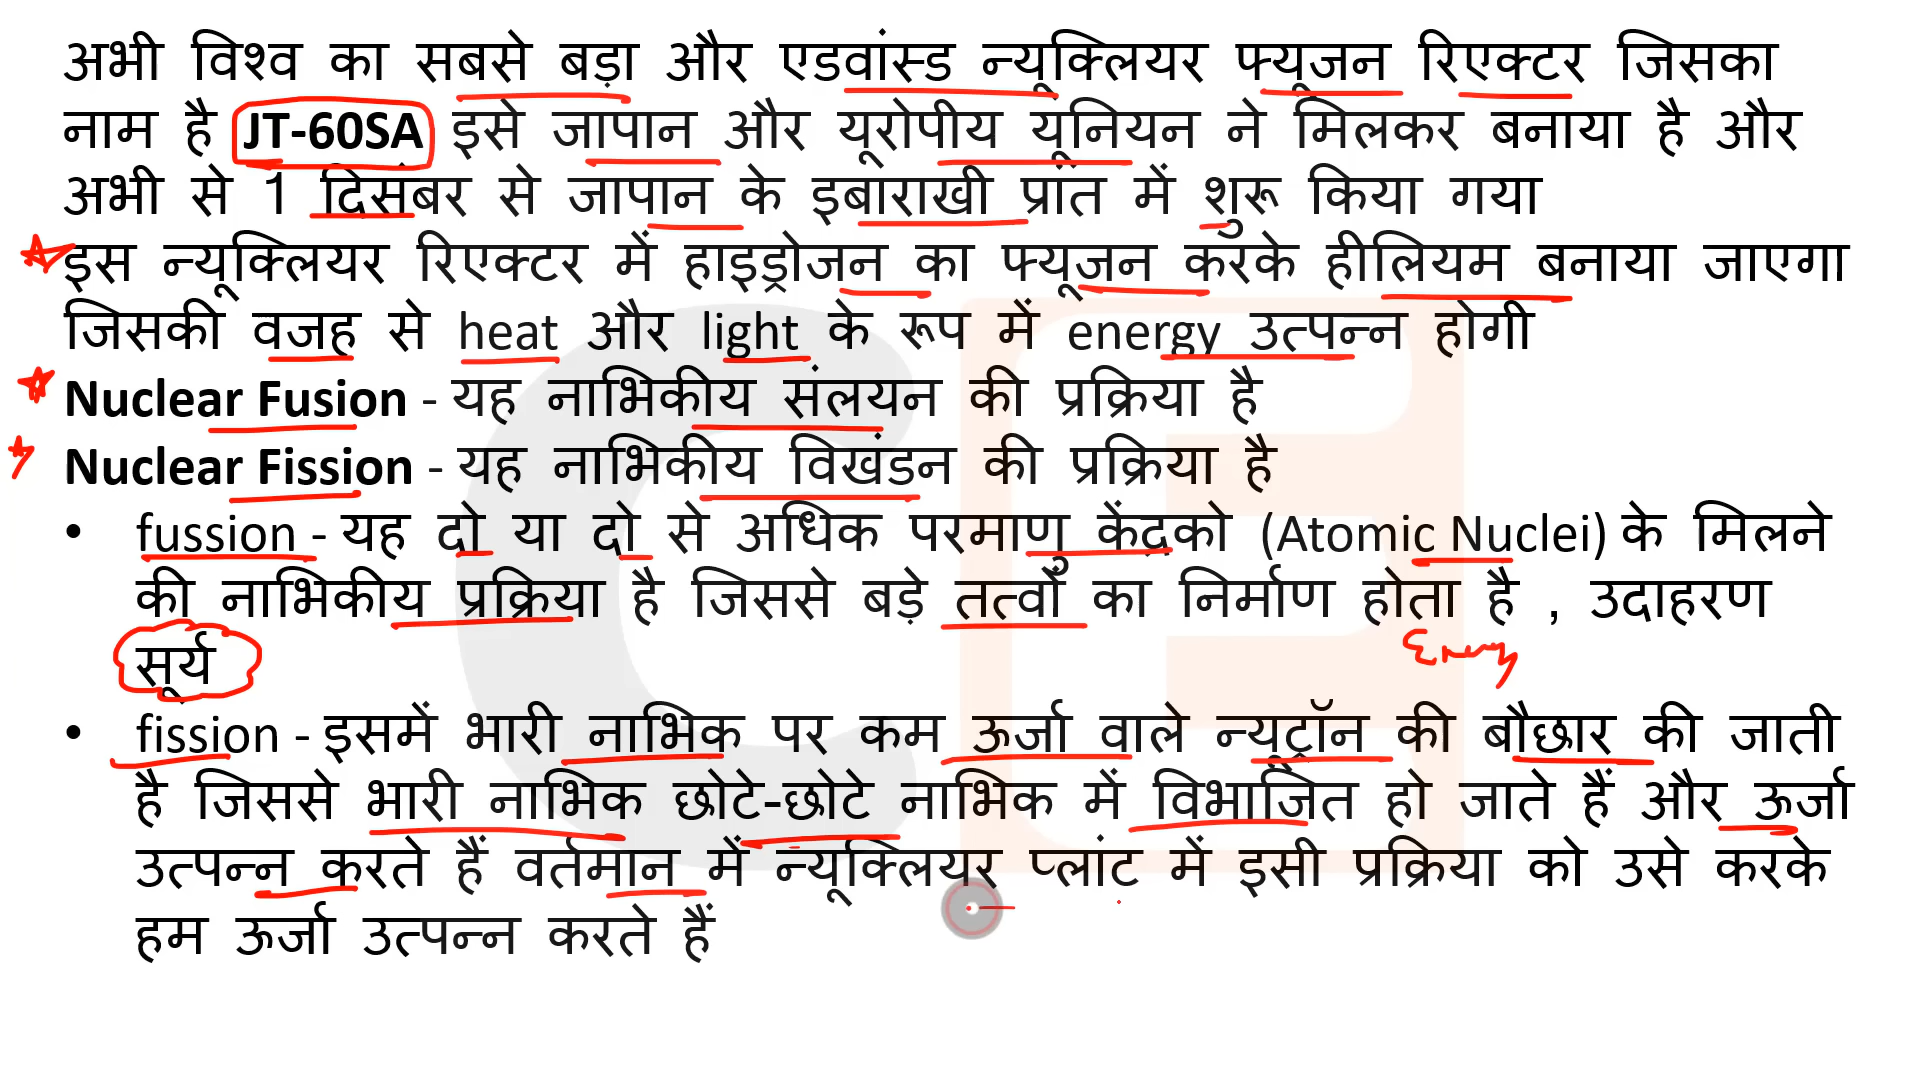 अभी विश्व का सबसे बड़ा और एडवांस्ड न्यूक्लियर फ्यूजन रिएक्टर जिसका
नाम है JT-60SA इसे जापान और यूरोपीय यूनियन ने मिलकर बनाया है और
अभी से 1 दिसंबर से जापान के इबाराखी प्रांत में शुरू किया गया
इस न्यूक्लियर रिएक्टर में हाइड्रोजन का फ्यूजन करके हीलियम बनाया जाएगा
जिसकी वजह से heat और light के रूप में energy उत्पन्न होगी
Nuclear Fusion - यह नाभिकीय संलयन की प्रक्रिया है
Nuclear Fission - यह नाभिकीय विखंडन की प्रक्रिया है
• fussion - यह दो या दो से अधिक परमाणु केंद्रको (Atomic Nuclei) के मिलने
की नाभिकीय प्रक्रिया है जिससे बड़े तत्वों का निर्माण होता है , उदाहरण
सूर्य
Energy
• fission - इसमें भारी नाभिक पर कम ऊर्जा वाले न्यूट्रॉन की बौछार की जाती
है जिससे भारी नाभिक छोटे-छोटे नाभिक में विभाजित हो जाते हैं और ऊर्जा
उत्पन्न करते हैं वर्तमान में न्यूक्लियर प्लांट में इसी प्रक्रिया को उसे करके
हम ऊर्जा उत्पन्न करते हैं